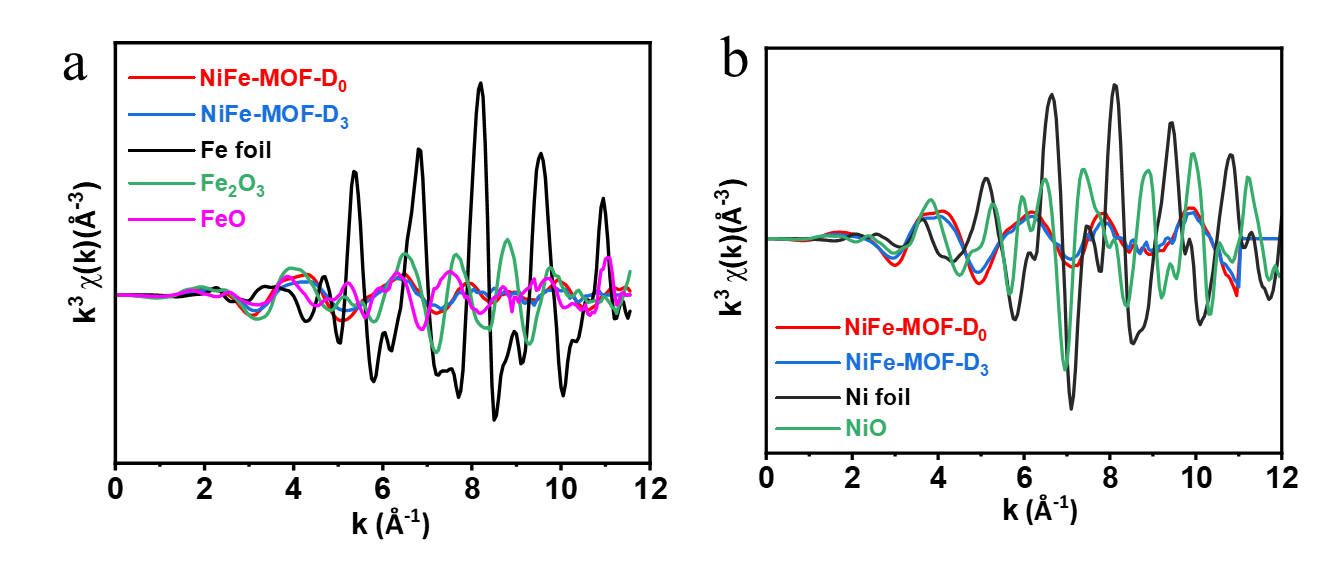 a
NiFe-MOF-D₀
NiFe-MOF-D₃
Fe foil
Fe₂O₃
FeO
k³ χ(k)(Å⁻³)
0 2 4 6 8 10 12
k (Å⁻¹)
b
NiFe-MOF-D₀
NiFe-MOF-D₃
Ni foil
NiO
k³ χ(k)(Å⁻³)
0 2 4 6 8 10 12
k (Å⁻¹)